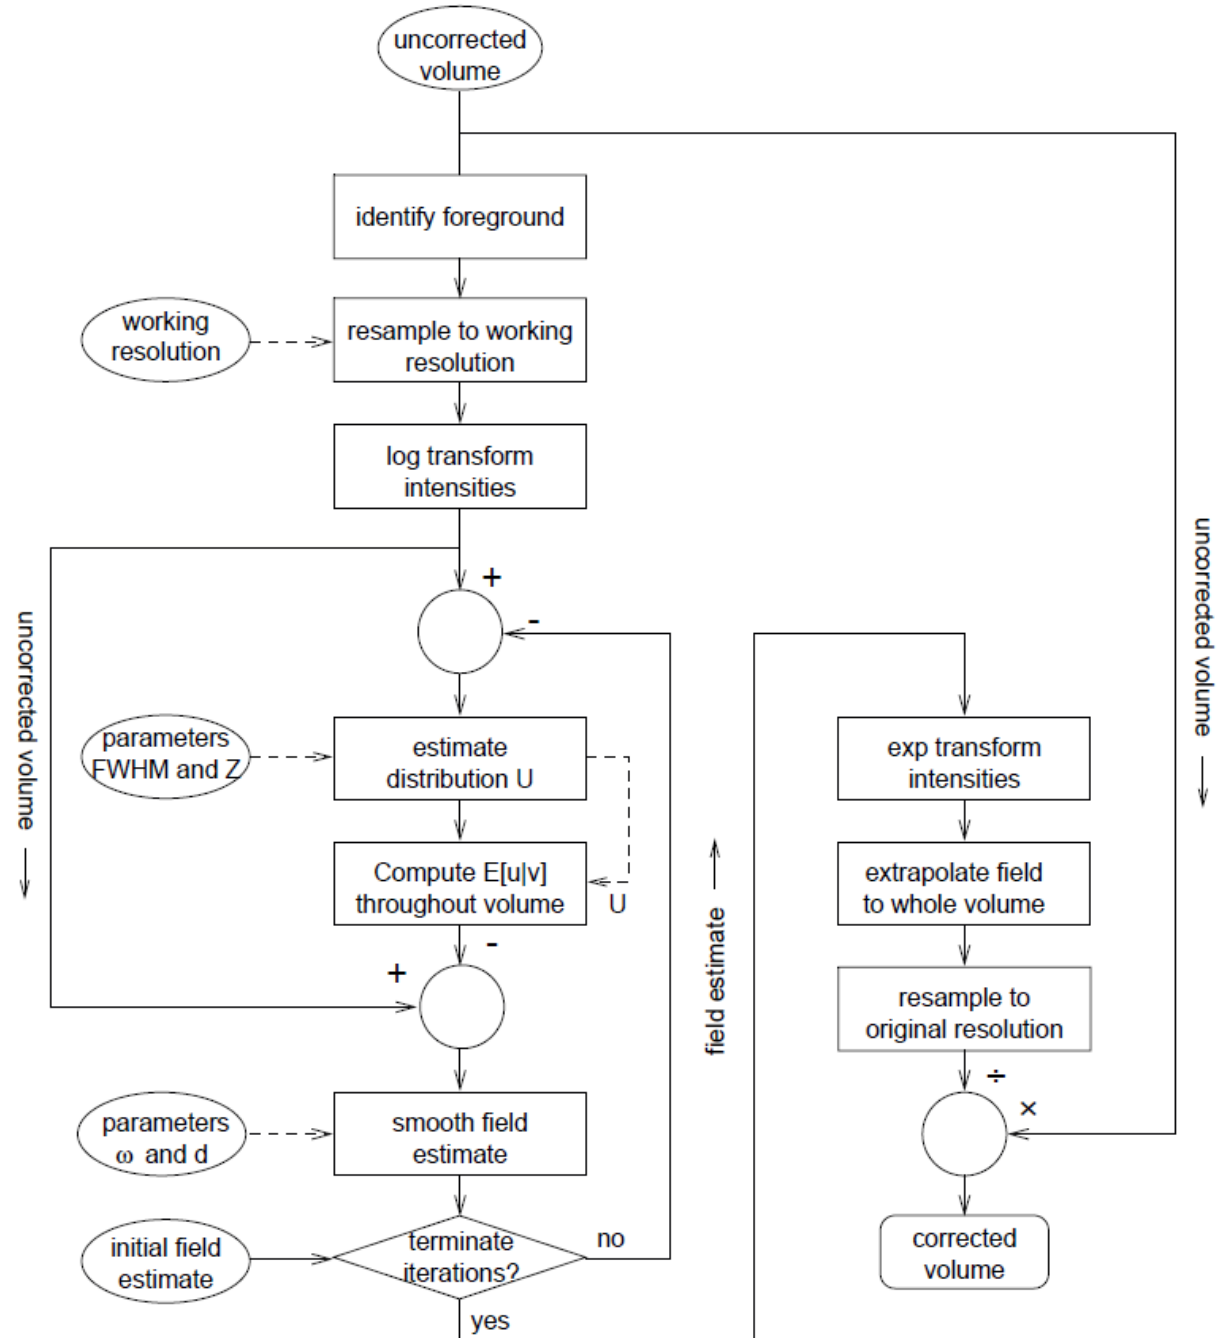 uncorrected
volume
identify foreground
working
resolution
resample to working
resolution
log transform
intensities
+
-
uncorrected volume
uncorrected volume
parameters
FWHM and Z
estimate
distribution U
exp transform
intensities
Compute E[u|v]
throughout volume
U
field estimate
extrapolate field
to whole volume
-
+
resample to
original resolution
÷
×
parameters
ω and d
smooth field
estimate
initial field
estimate
terminate
iterations?
no
yes
corrected
volume